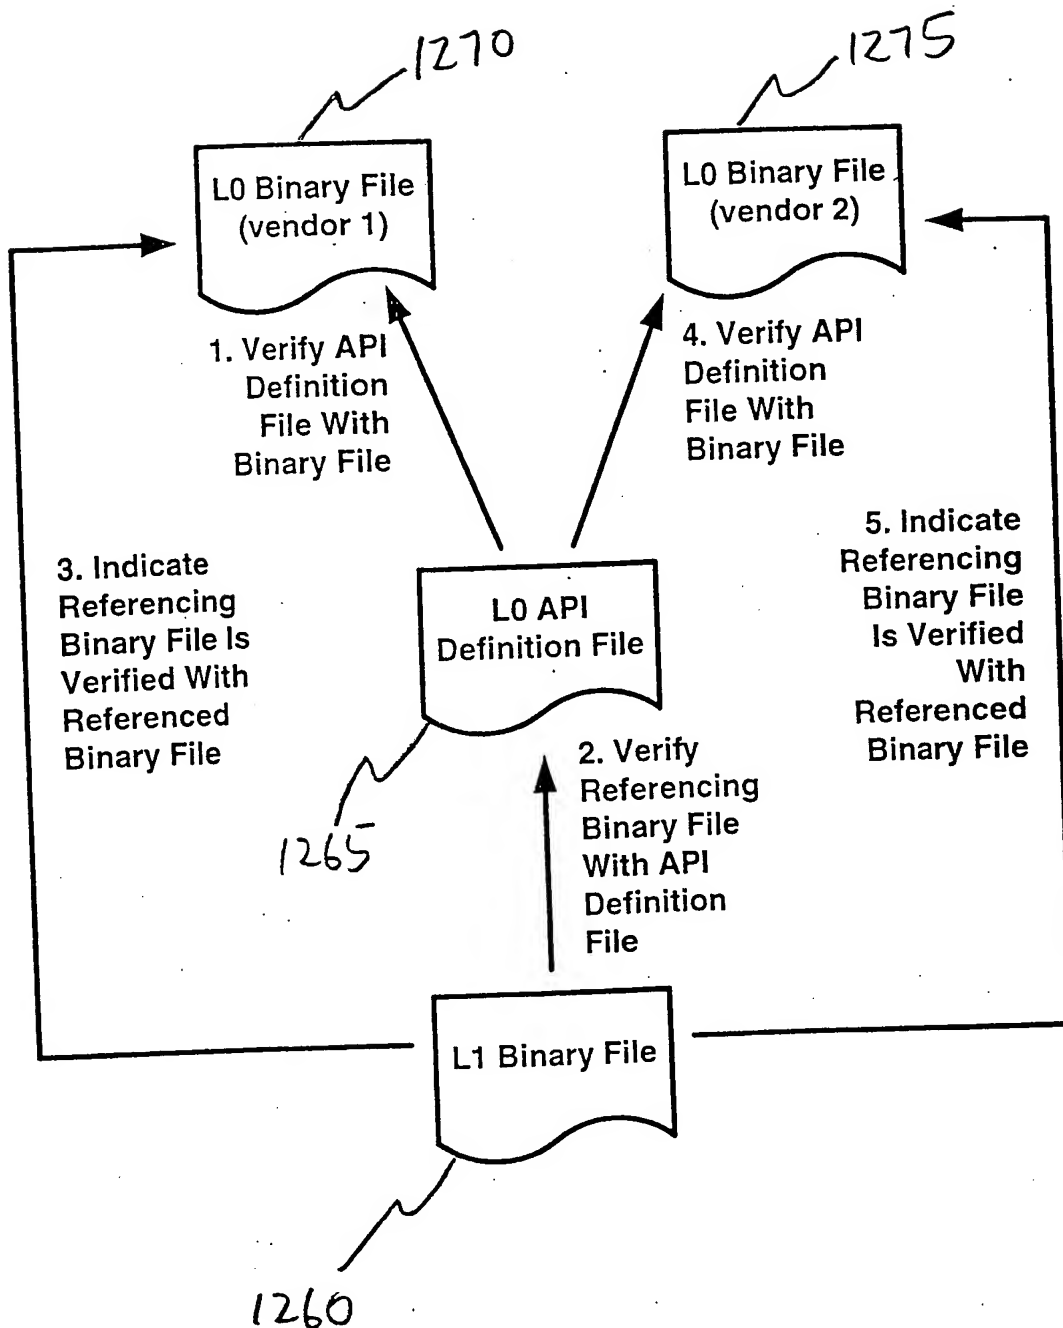 1270
1275
L0 Binary File
(vendor 1)
L0 Binary File
(vendor 2)
1. Verify API
Definition
File With
Binary File
4. Verify API
Definition
File With
Binary File
3. Indicate
Referencing
Binary File Is
Verified With
Referenced
Binary File
L0 API
Definition File
5. Indicate
Referencing
Binary File
Is Verified
With
Referenced
Binary File
1265
2. Verify
Referencing
Binary File
With API
Definition
File
L1 Binary File
1260